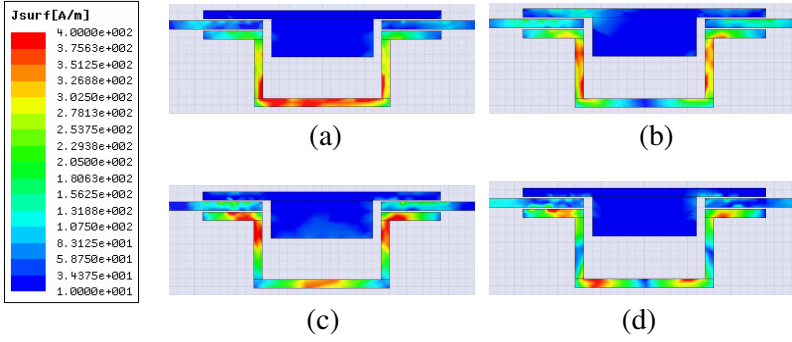 Jsurf[A/m]
4.0000e+002
3.7563e+002
3.5125e+002
3.2688e+002
3.0250e+002
2.7813e+002
2.5375e+002
2.2938e+002
2.0500e+002
1.8063e+002
1.5625e+002
1.3188e+002
1.0750e+002
8.3125e+001
5.8750e+001
3.4375e+001
1.0000e+001
(a)
(b)
(c)
(d)